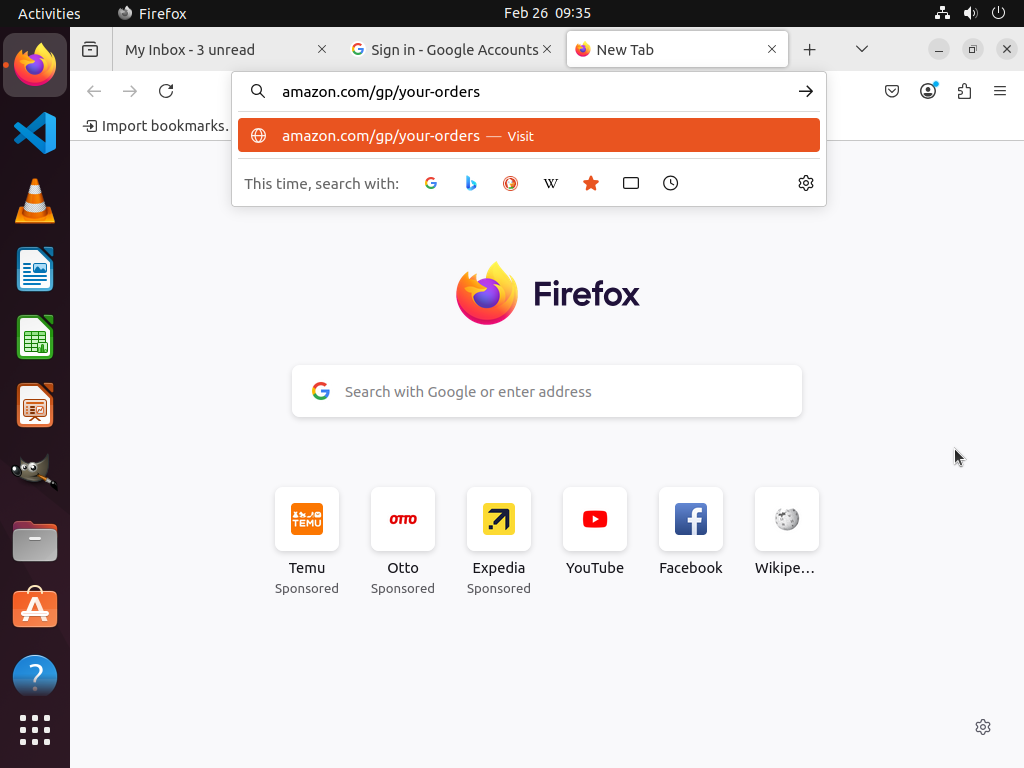 Activities
Firefox
Feb 26 09:35
My Inbox - 3 unread
Sign in - Google Accounts
New Tab
amazon.com/gp/your-orders
Import bookmarks.
amazon.com/gp/your-orders — Visit
This time, search with:
W
Firefox
Search with Google or enter address
TEMU
OTTO
Temu
Otto
Expedia
YouTube
Facebook
Wikipe…
Sponsored
Sponsored
Sponsored